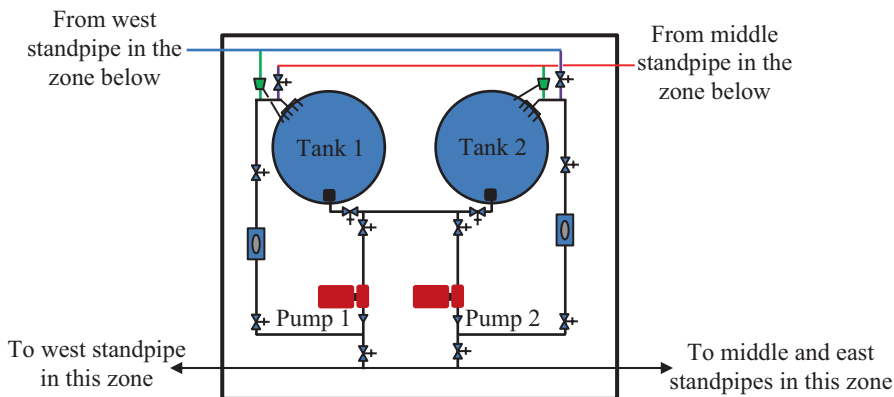 From west
standpipe in the
zone below
From middle
standpipe in the
zone below
Tank 1
Tank 2
Pump 1
Pump 2
To west standpipe
in this zone
To middle and east
standpipes in this zone